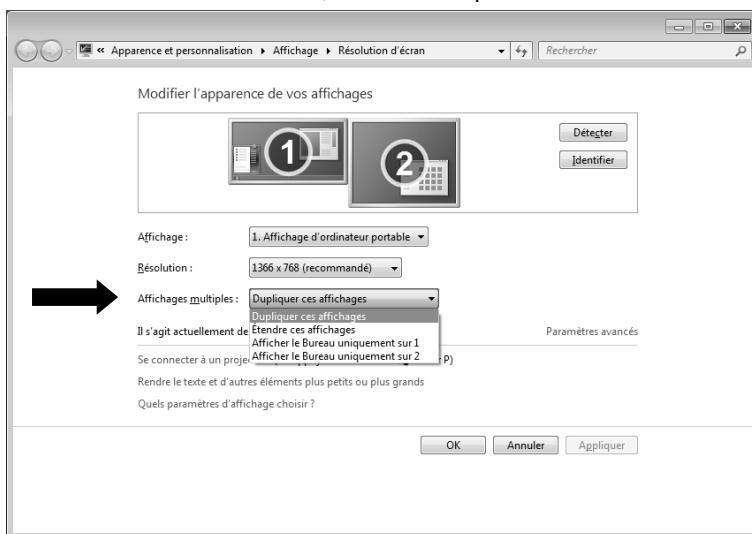 « Apparence et personnalisation ▸ Affichage ▸ Résolution d'écran
Rechercher
Modifier l'apparence de vos affichages
1
2
Détecter
Identifier
Affichage :
1. Affichage d'ordinateur portable
Résolution :
1366 x 768 (recommandé)
Affichages multiples :
Dupliquer ces affichages
Dupliquer ces affichages
Étendre ces affichages
Afficher le Bureau uniquement sur 1
Afficher le Bureau uniquement sur 2
Il s'agit actuellement de
Paramètres avancés
Se connecter à un P)
Rendre le texte et d'autres éléments plus petits ou plus grands
Quels paramètres d'affichage choisir ?
OK
Annuler
Appliquer